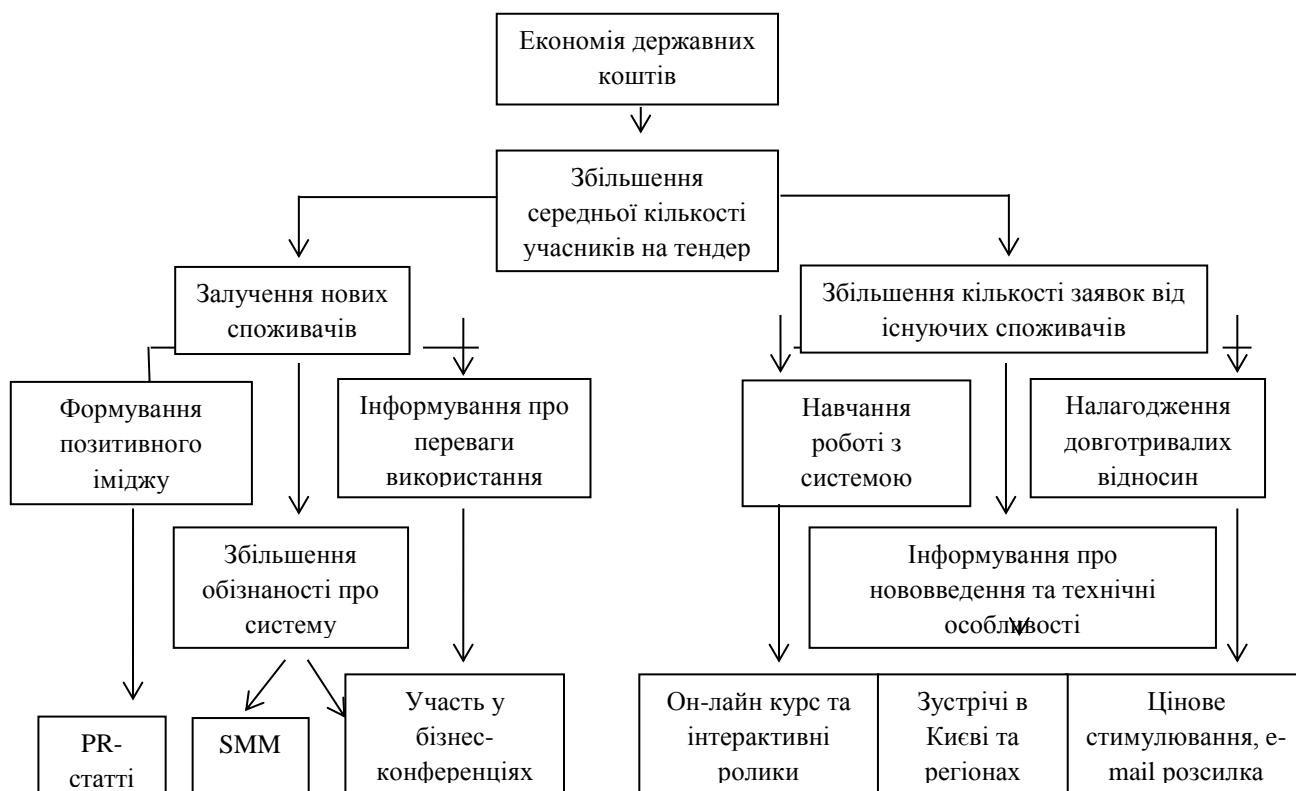 Економія державних
коштів
Збільшення
середньої кількості
учасників на тендер
Залучення нових
споживачів
Збільшення кількості заявок від
існуючих споживачів
Формування
позитивного
іміджу
Інформування про
переваги
використання
Навчання
роботі з
системою
Налагодження
довготривалих
відносин
Збільшення
обізнаності про
систему
Інформування про
нововведення та технічні
особливості
PR-
статті
SMM
Участь у
бізнес-
конференціях
Он-лайн курс та
інтерактивні
ролики
Зустрічі в
Києві та
регіонах
Цінове
стимулювання, e-
mail розсилка